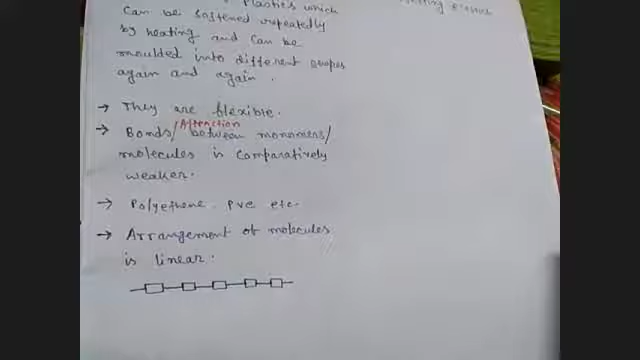 Plastics which
can be softened repeatedly
by heating and can be
moulded into different shapes
again and again.
→ They are flexible.
→ Bonds/Attraction between monomers/
molecules is comparatively
weaker.
→ Polyethene, PVC etc.
→ Arrangement of molecules
is linear.